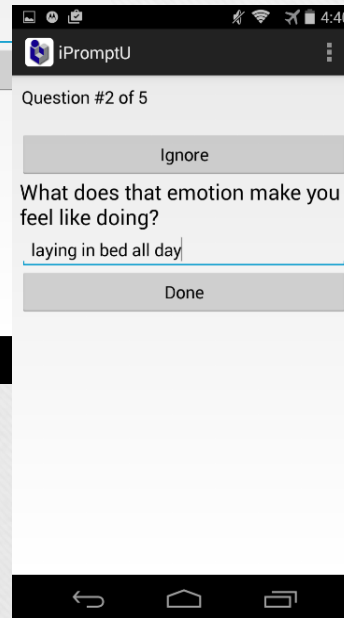 4:40
iPromptU
Question #2 of 5
Ignore
What does that emotion make you
feel like doing?
laying in bed all day
Done